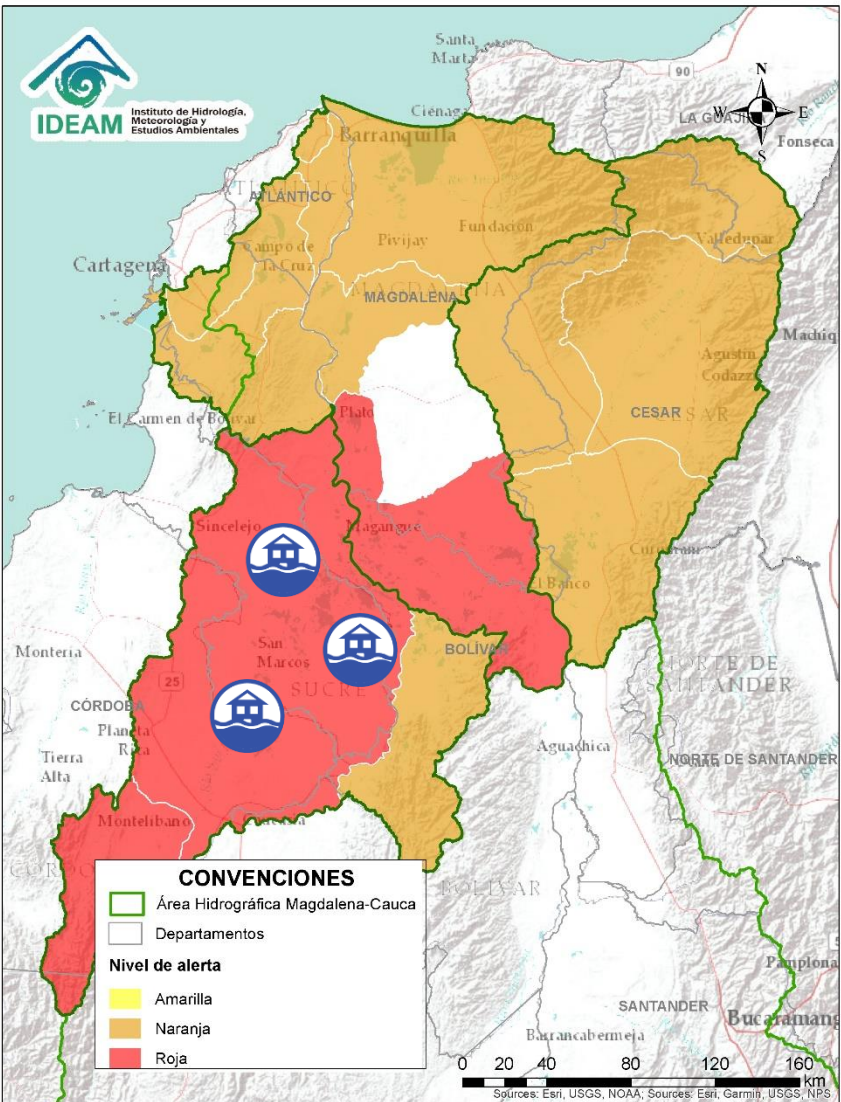 IDEAM
Instituto de Hidrología,
Meteorología y
Estudios Ambientales
Santa
Marta
90
N
W
E
S
LA GUAJI
Ciénaga
Barranquilla
Fonseca
ATLÁNTICO
Pivijay
Fundación
Valledupar
Campo de
la Cruz
Cartagena
MAGDALENA
MAGDALENA
Machiq
Agustín
Codazzi
CESAR
CESAR
El Carmen de Bolívar
Plato
Sincelejo
Magangué
El Banco
San
Marcos
SUCRE
BOLÍVAR
Montería
25
CÓRDOBA
Planeta
Rica
Tierra
Alta
NORTE DE
SANTANDER
NORTE DE SANTANDER
Aguachica
Montelíbano
BOLÍVAR
CONVENCIONES
Área Hidrográfica Magdalena-Cauca
Departamentos
Nivel de alerta
Amarilla
Naranja
Roja
Pamplona
SANTANDER
Bucaramang
Barrancabermeja
0 20 40 80 120 160
km
Sources: Esri, USGS, NOAA; Sources: Esri, Garmin, USGS, NPS